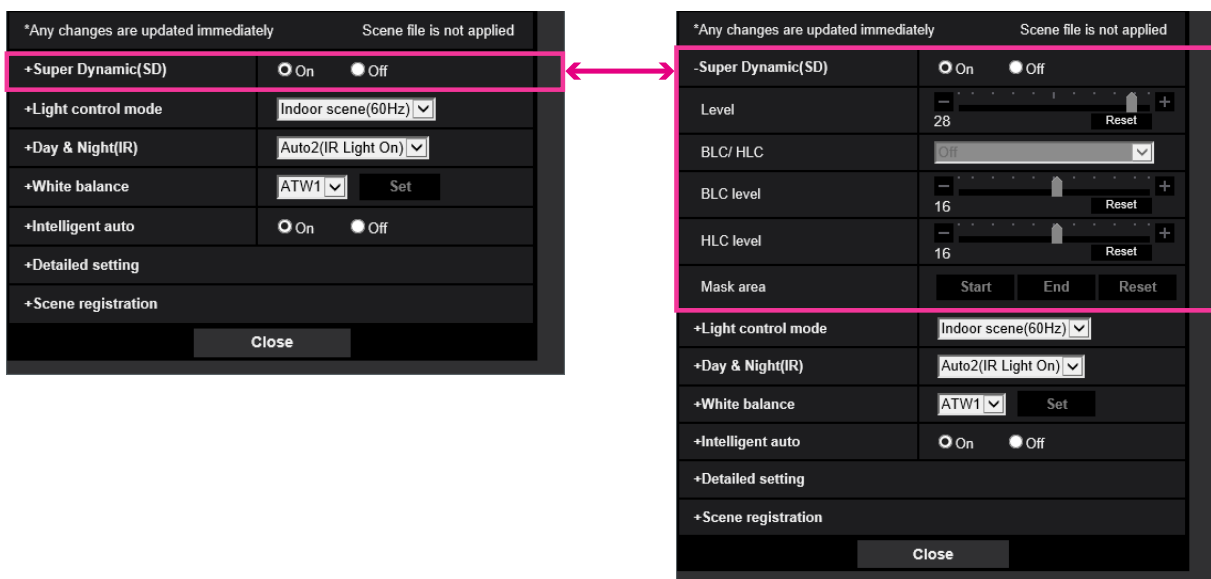 *Any changes are updated immediately Scene file is not applied
+Super Dynamic(SD) On Off
+Light control mode Indoor scene(60Hz)
+Day & Night(IR) Auto2(IR Light On)
+White balance ATW1 Set
+Intelligent auto On Off
+Detailed setting
+Scene registration
Close
*Any changes are updated immediately Scene file is not applied
-Super Dynamic(SD) On Off
Level − +
28 Reset
BLC/ HLC Off
BLC level − +
16 Reset
HLC level − +
16 Reset
Mask area Start End Reset
+Light control mode Indoor scene(60Hz)
+Day & Night(IR) Auto2(IR Light On)
+White balance ATW1 Set
+Intelligent auto On Off
+Detailed setting
+Scene registration
Close